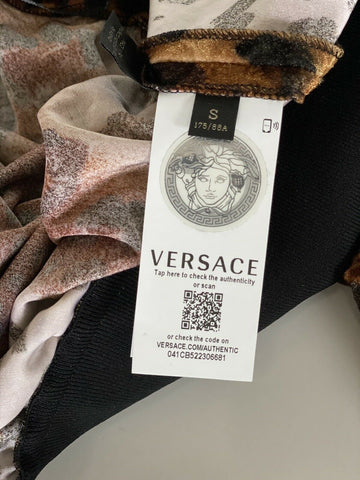 S
175/88A
VERSACE
Tap here to check the authenticity
or scan
or check the code on
VERSACE.COM/AUTHENTIC
041CB522306681